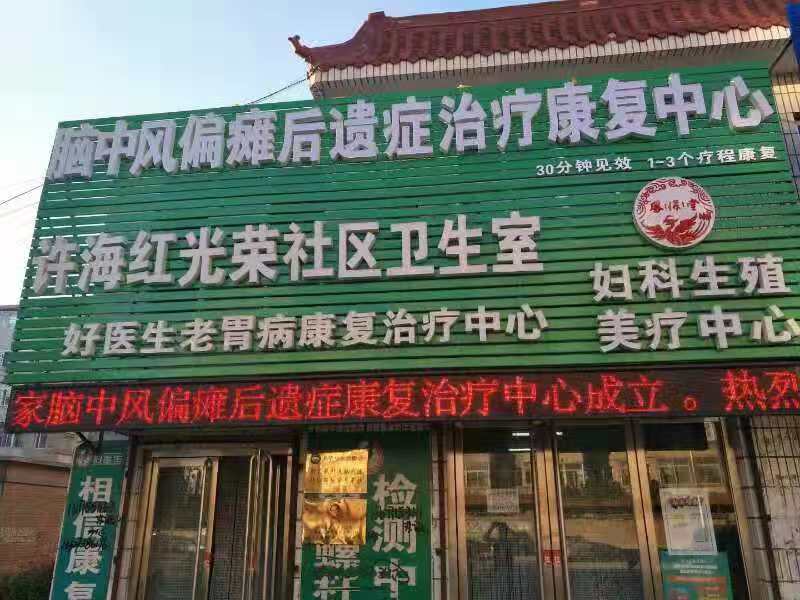 脑中风偏瘫后遗症治疗康复中心
30分钟见效 1-3个疗程康复
许海红光荣社区卫生室
好医生老胃病康复治疗中心
妇科生殖
美疗中心
家脑中风偏瘫后遗症康复治疗中心成立。热烈
相信康复
检测中